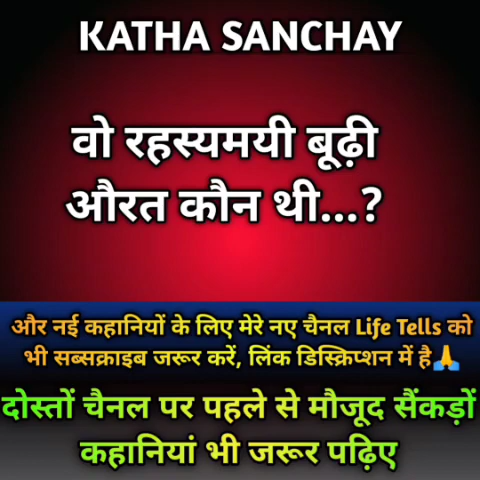 KATHA SANCHAY
वो रहस्यमयी बूढ़ी
औरत कौन थी...?
और नई कहानियों के लिए मेरे नए चैनल Life Tells को
भी सब्सक्राइब जरूर करें, लिंक डिस्क्रिप्शन में है🙏
दोस्तों चैनल पर पहले से मौजूद सैंकड़ों
कहानियां भी जरूर पढ़िए